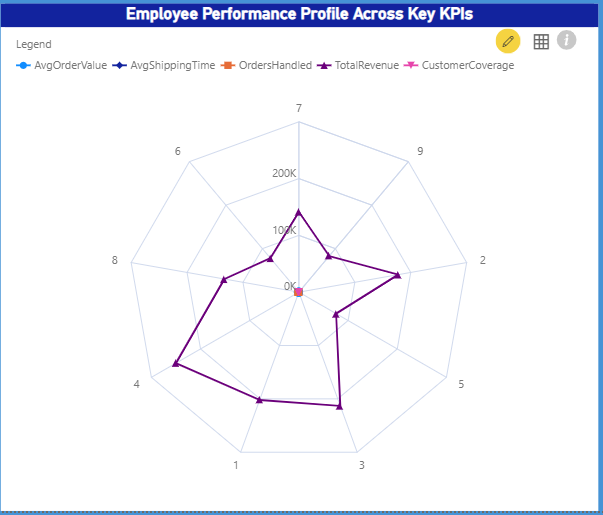 Employee Performance Profile Across Key KPIs
Legend
AvgOrderValue AvgShippingTime OrdersHandled TotalRevenue CustomerCoverage
7
6
9
200K
8
2
100K
0K
4
5
1
3